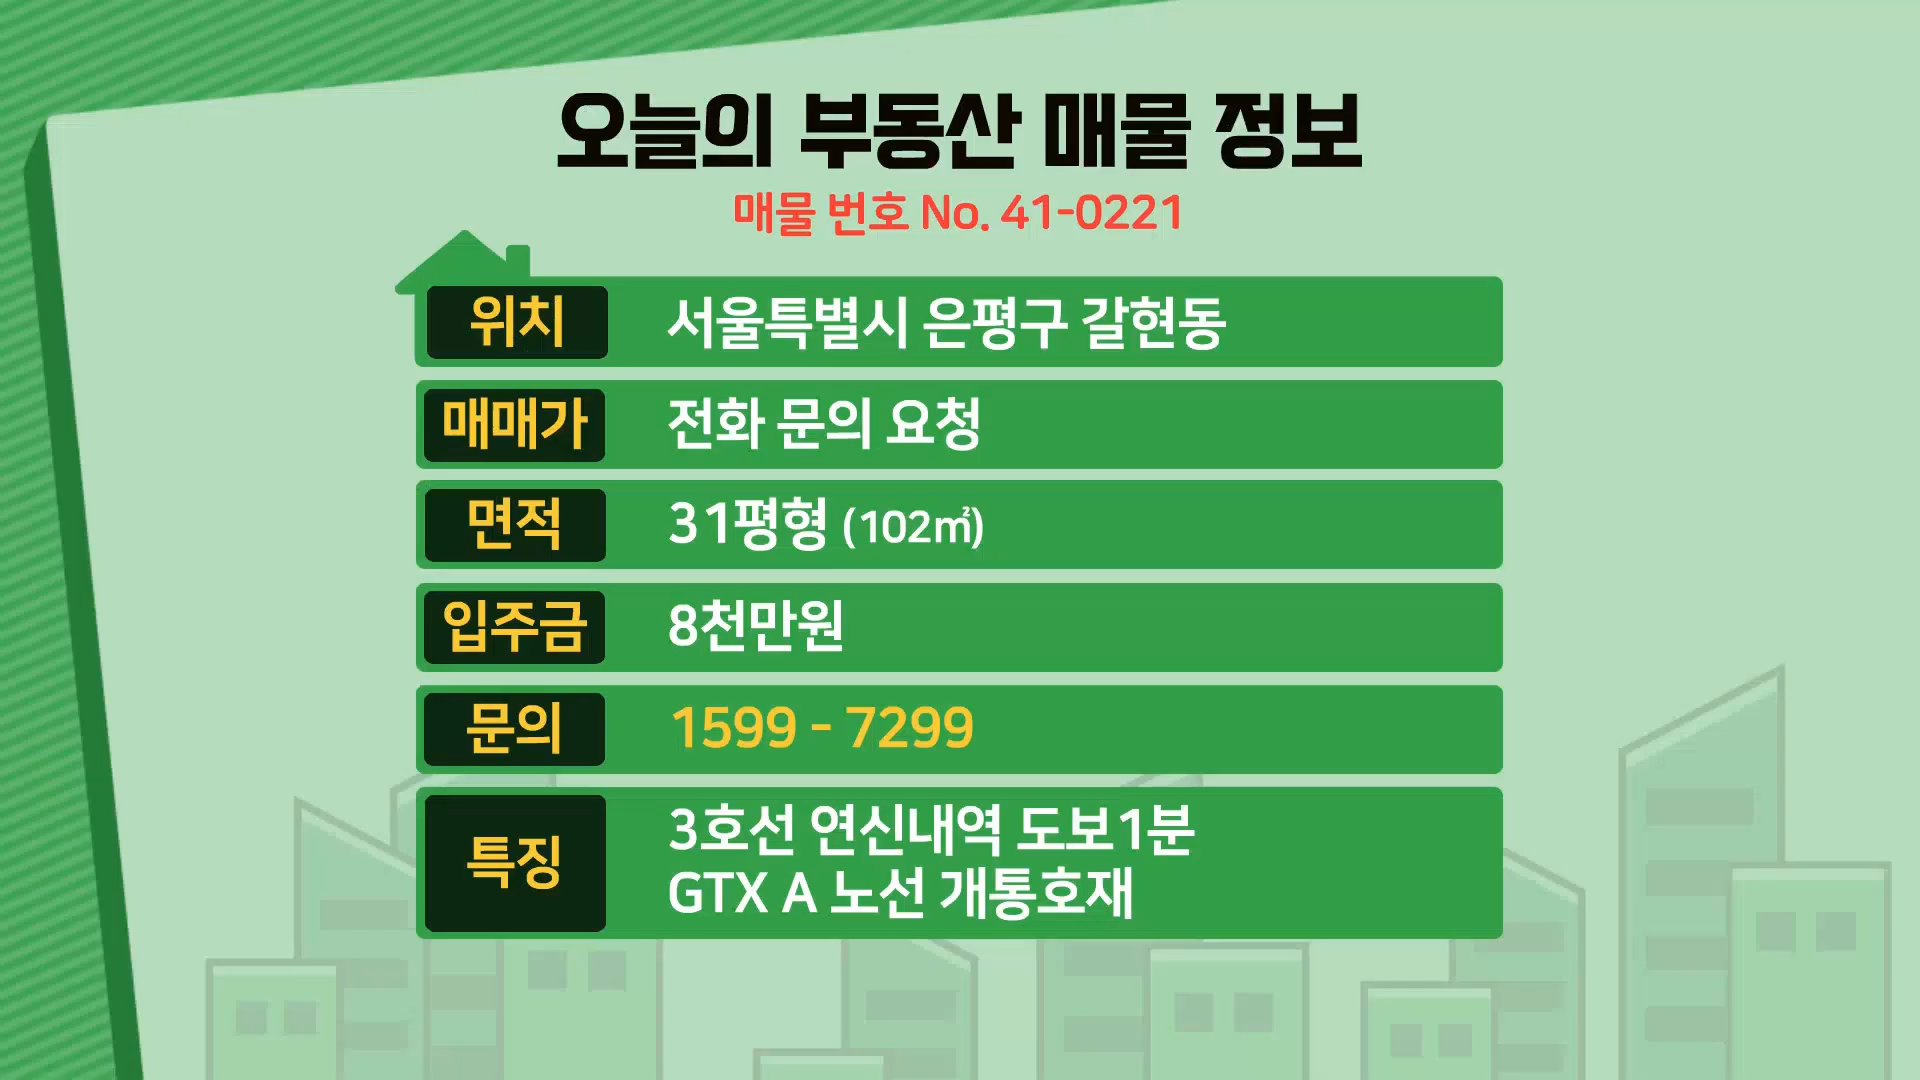 오늘의 부동산 매물 정보
매물 번호 No. 41-0221
위치 서울특별시 은평구 갈현동
매매가 전화 문의 요청
면적 31평형 (102㎡)
입주금 8천만원
문의 1599 - 7299
특징 3호선 연신내역 도보1분
GTX A 노선 개통호재